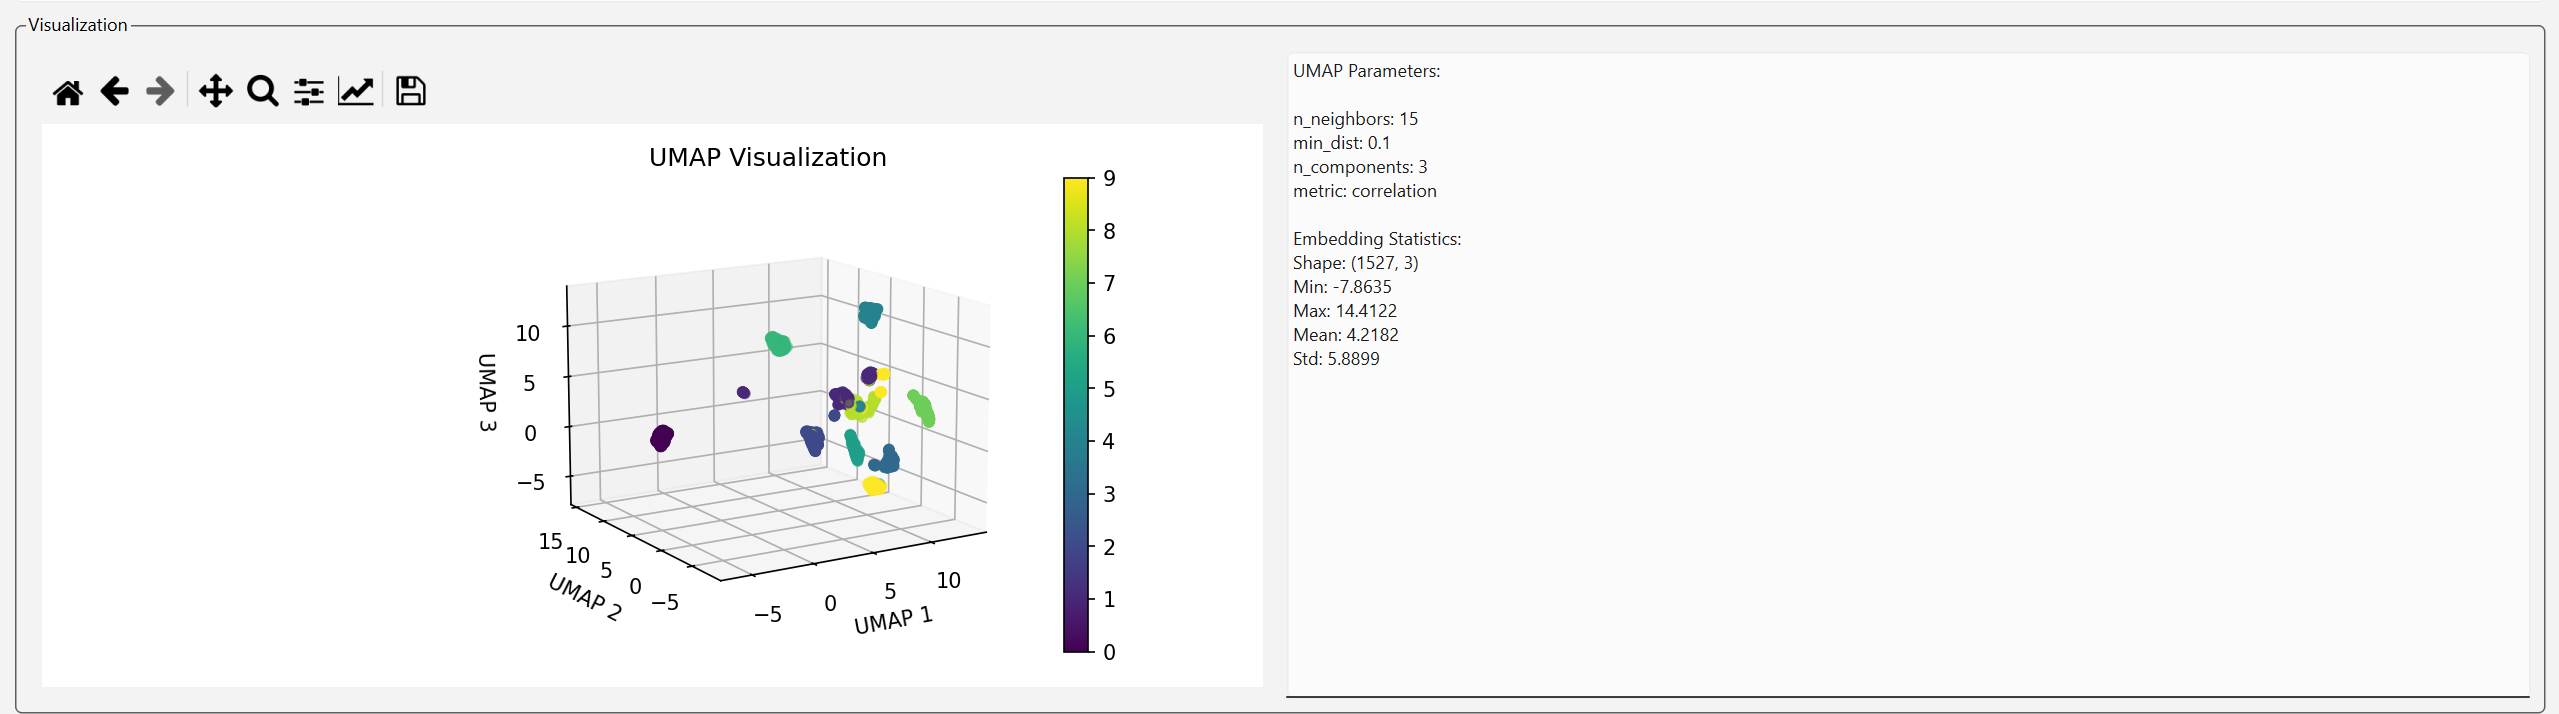 Visualization
UMAP Visualization
UMAP 3
10
5
0
−5
15
10
5
0
−5
UMAP 2
−5
0
5
10
UMAP 1
9
8
7
6
5
4
3
2
1
0
UMAP Parameters:
n_neighbors: 15
min_dist: 0.1
n_components: 3
metric: correlation
Embedding Statistics:
Shape: (1527, 3)
Min: -7.8635
Max: 14.4122
Mean: 4.2182
Std: 5.8899